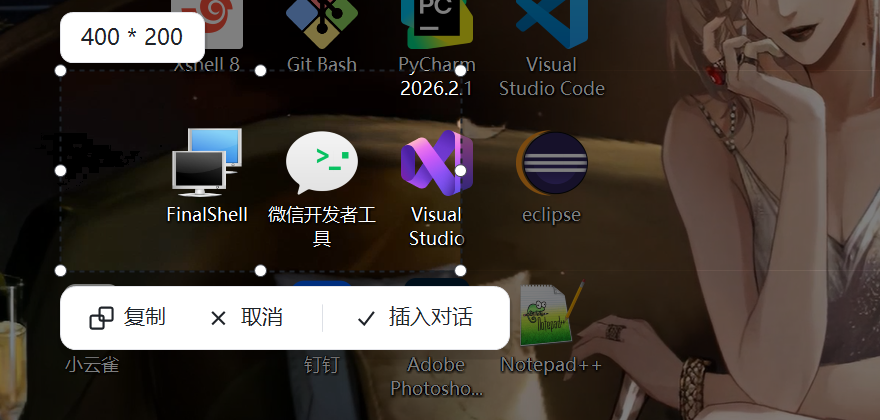 400 * 200
PC
Xshell 8
Git Bash
PyCharm
2026.2.1
Visual
Studio Code
FinalShell
微信开发者工
具
Visual
Studio
eclipse
复制
取消
插入对话
小云雀
钉钉
Adobe
Photosho...
Notepad++
Notepad++